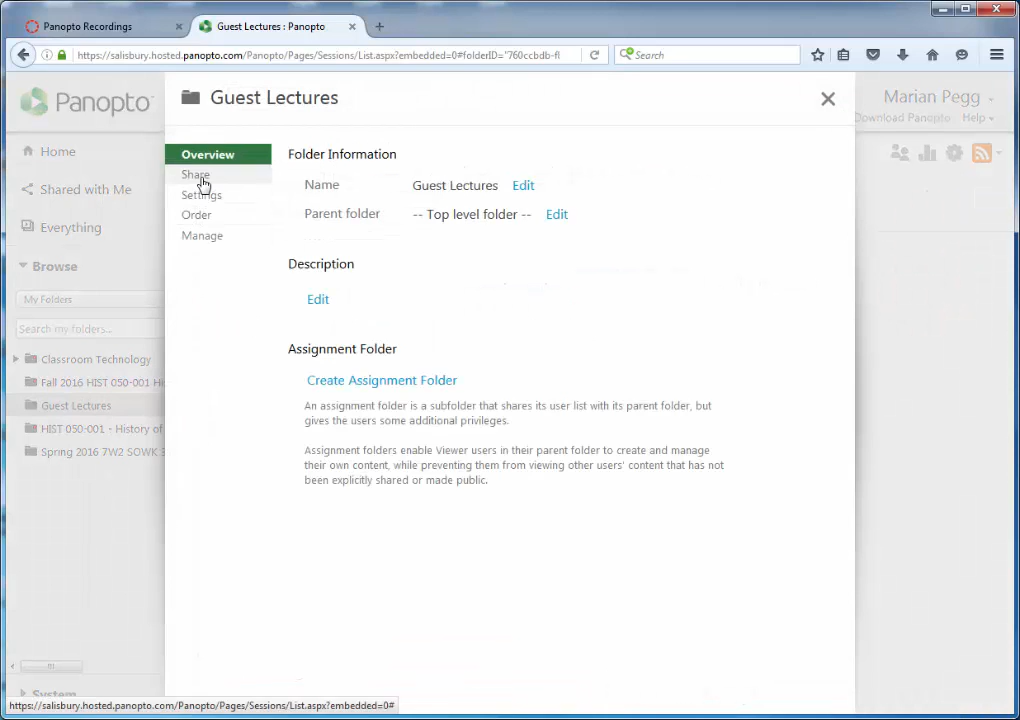 Panopto Recordings
Guest Lectures : Panopto
https://salisbury.hosted.panopto.com/Panopto/Pages/Sessions/List.aspx?embedded=0#folderID="760ccbdb-fl
Search
Panopto
Guest Lectures
Marian Pegg
Download Panopto
Help
Home
Shared with Me
Everything
Browse
My Folders
Search my folders...
Classroom Technology
Fall 2016 HIST 050-001 Hi
Guest Lectures
HIST 050-001 - History of
Spring 2016 7W2 SOWK 3
System
Overview
Share
Settings
Order
Manage
Folder Information
Name Guest Lectures Edit
Parent folder -- Top level folder -- Edit
Description
Edit
Assignment Folder
Create Assignment Folder
An assignment folder is a subfolder that shares its user list with its parent folder, but
gives the users some additional privileges.
Assignment folders enable Viewer users in their parent folder to create and manage
their own content, while preventing them from viewing other users' content that has not
been explicitly shared or made public.
https://salisbury.hosted.panopto.com/Panopto/Pages/Sessions/List.aspx?embedded=0#